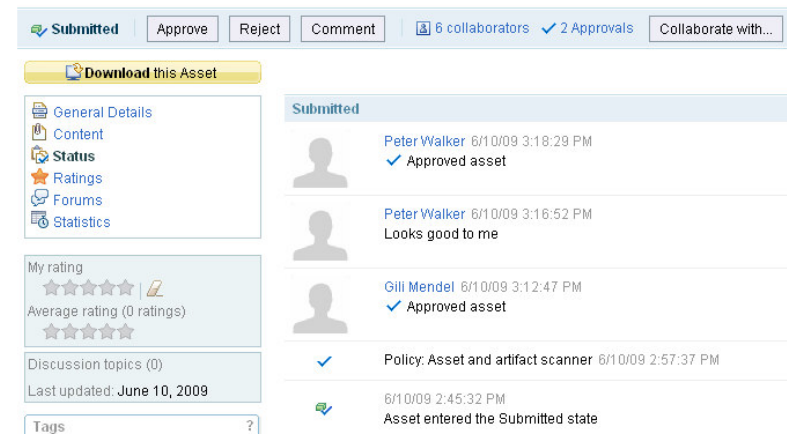 Submitted Approve Reject Comment 6 collaborators 2 Approvals Collaborate with...
Download this Asset
General Details
Content
Status
Ratings
Forums
Statistics
My rating
Average rating (0 ratings)
Discussion topics (0)
Last updated: June 10, 2009
Tags ?
Submitted
Peter Walker 6/10/09 3:18:29 PM
Approved asset
Peter Walker 6/10/09 3:16:52 PM
Looks good to me
Gili Mendel 6/10/09 3:12:47 PM
Approved asset
Policy: Asset and artifact scanner 6/10/09 2:57:37 PM
6/10/09 2:45:32 PM
Asset entered the Submitted state